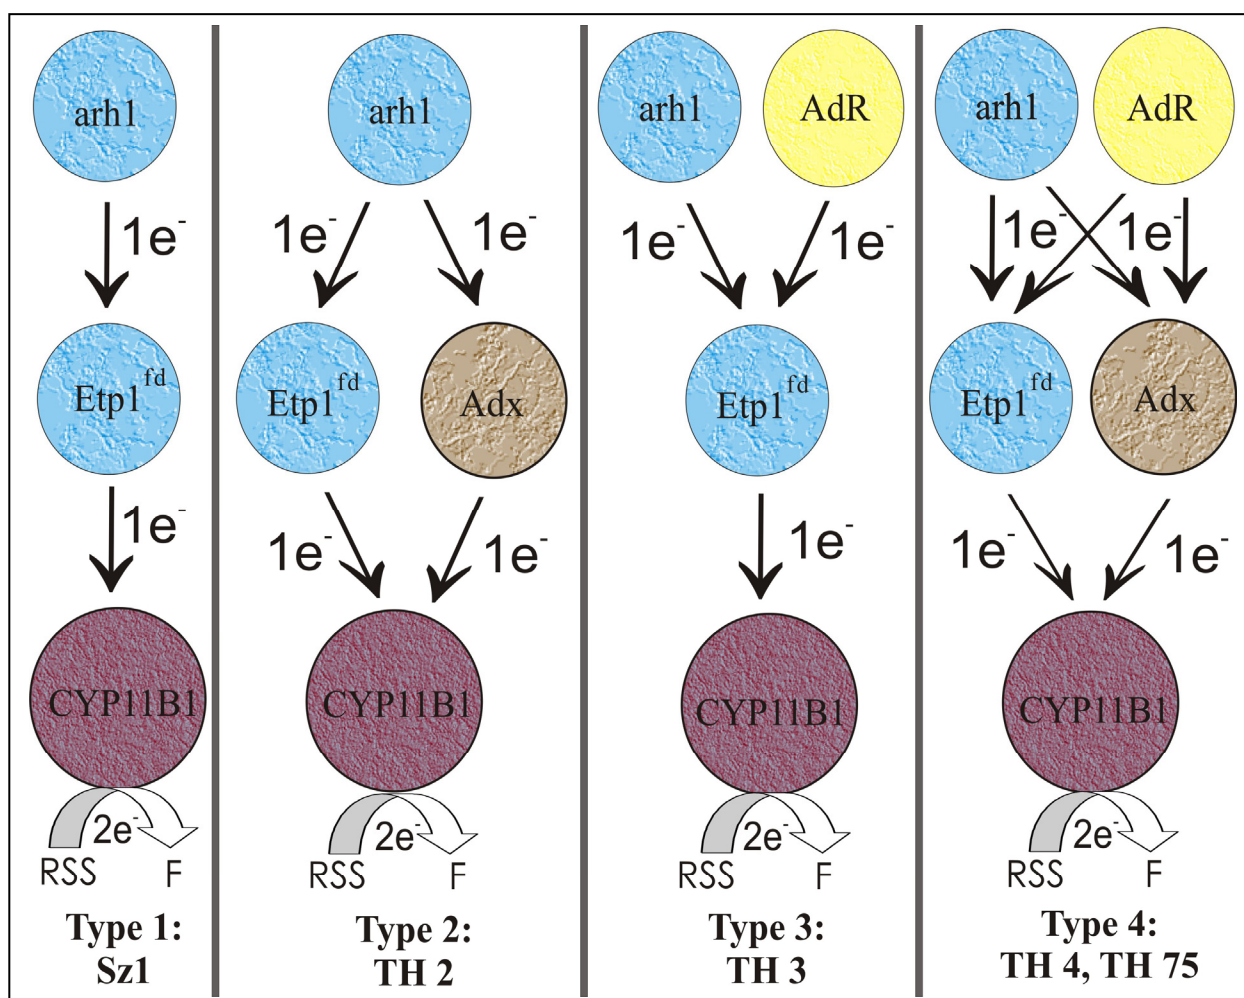 arh1
1e-
Etp1fd
1e-
CYP11B1
2e-
RSS F
Type 1:
Sz1
arh1
1e- 1e-
Etp1fd Adx
1e- 1e-
CYP11B1
2e-
RSS F
Type 2:
TH 2
arh1 AdR
1e- 1e-
Etp1fd
1e-
CYP11B1
2e-
RSS F
Type 3:
TH 3
arh1 AdR
1e- 1e-
Etp1fd Adx
1e- 1e-
CYP11B1
2e-
RSS F
Type 4:
TH 4, TH 75